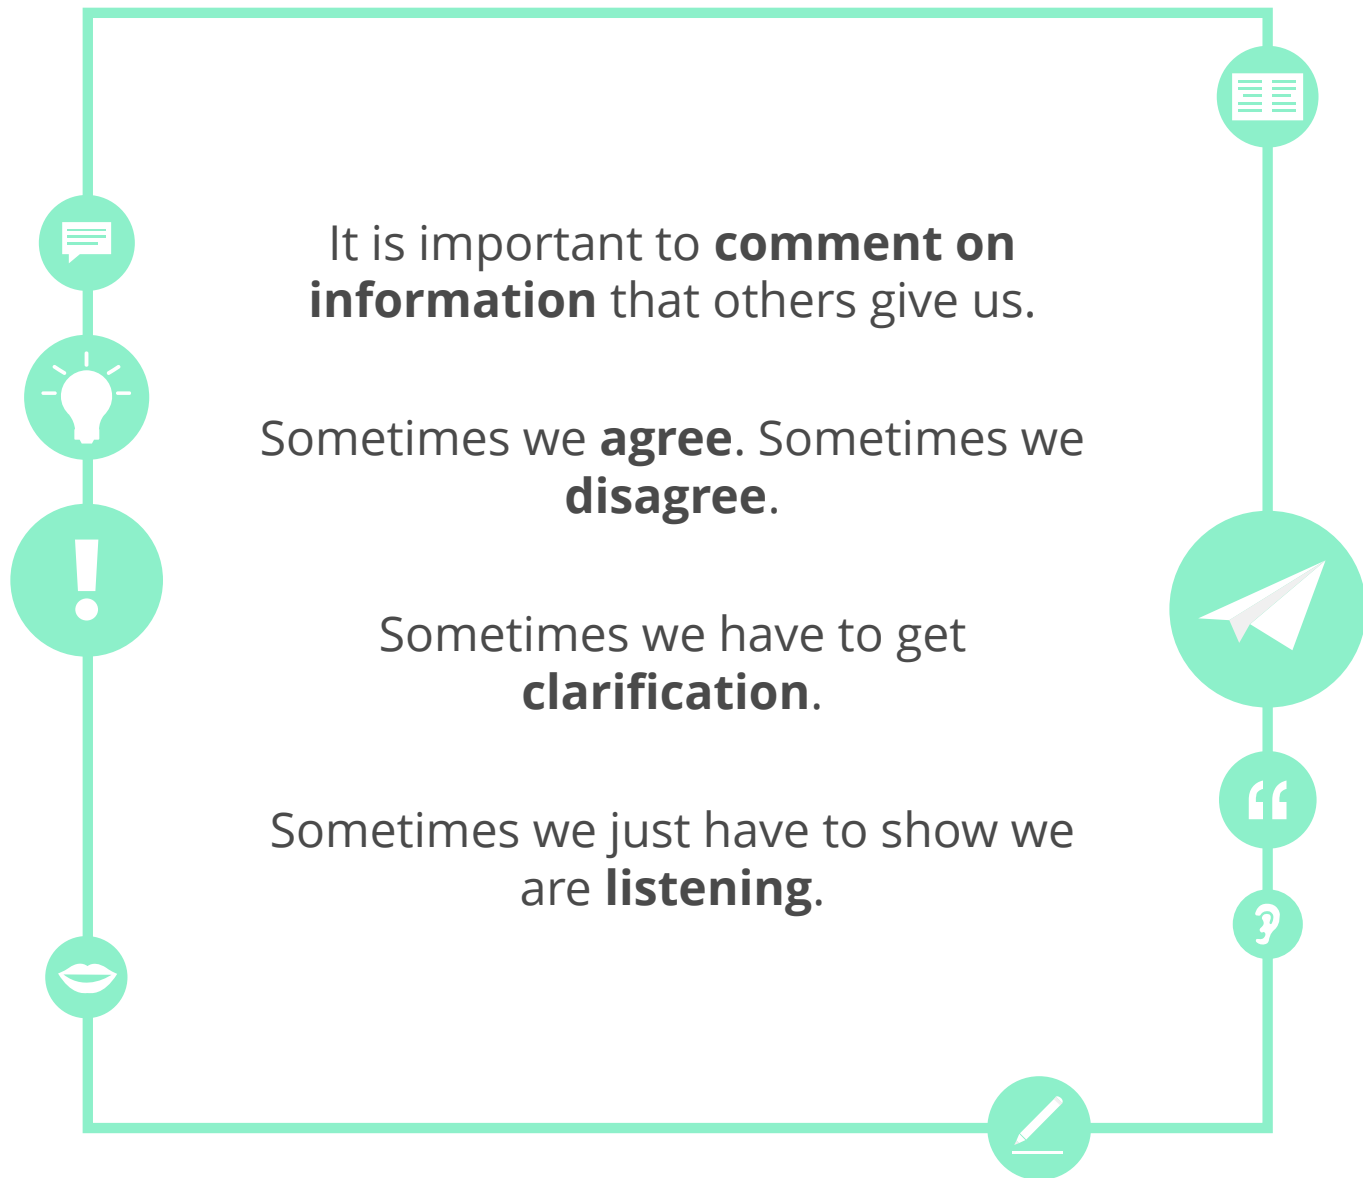 It is important to comment on
information that others give us.
Sometimes we agree. Sometimes we
disagree.
Sometimes we have to get
clarification.
Sometimes we just have to show we
are listening.